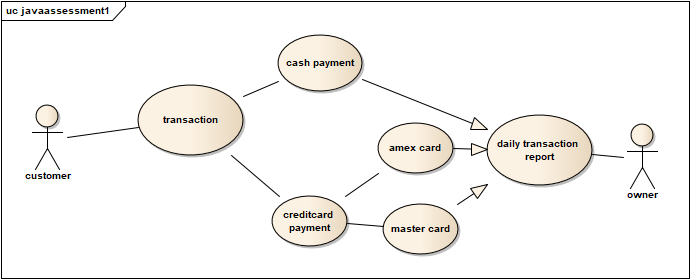 uc javaassessment1
cash payment
transaction
customer
amex card
daily transaction
report
owner
creditcard
payment
master card